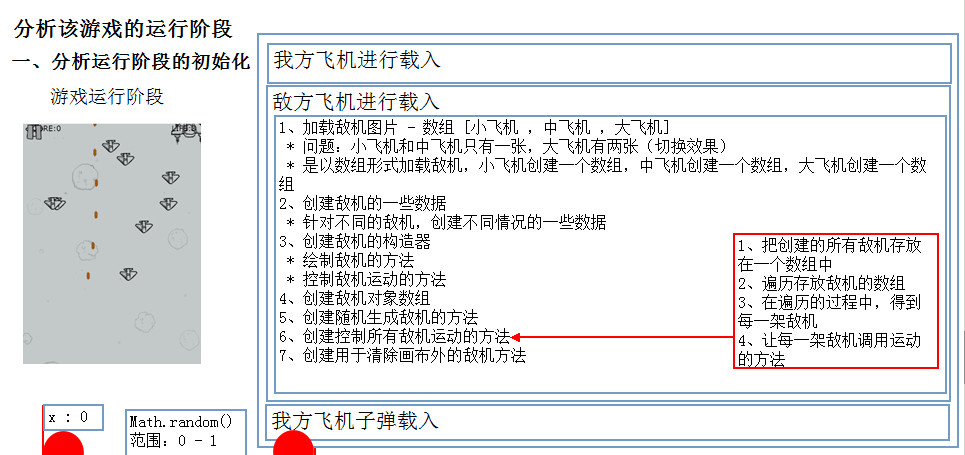 分析该游戏的运行阶段
一、分析运行阶段的初始化
游戏运行阶段
我方飞机进行载入
敌方飞机进行载入
1、加载敌机图片 - 数组 [小飞机 , 中飞机 , 大飞机]
* 问题: 小飞机和中飞机只有一张, 大飞机有两张 (切换效果)
* 是以数组形式加载敌机, 小飞机创建一个数组, 中飞机创建一个数组, 大飞机创建一个数
组
2、创建敌机的一些数据
* 针对不同的敌机, 创建不同情况的一些数据
3、创建敌机的构造器
* 绘制敌机的方法
* 控制敌机运动的方法
4、创建敌机对象数组
5、创建随机生成敌机的方法
6、创建控制所有敌机运动的方法
7、创建用于清除画布外的敌机方法
1、把创建的所有敌机存放
在一个数组中
2、遍历存放敌机的数组
3、在遍历的过程中, 得到
每一架敌机
4、让每一架敌机调用运动
的方法
我方飞机子弹载入
x : 0
Math.random()
范围: 0 - 1